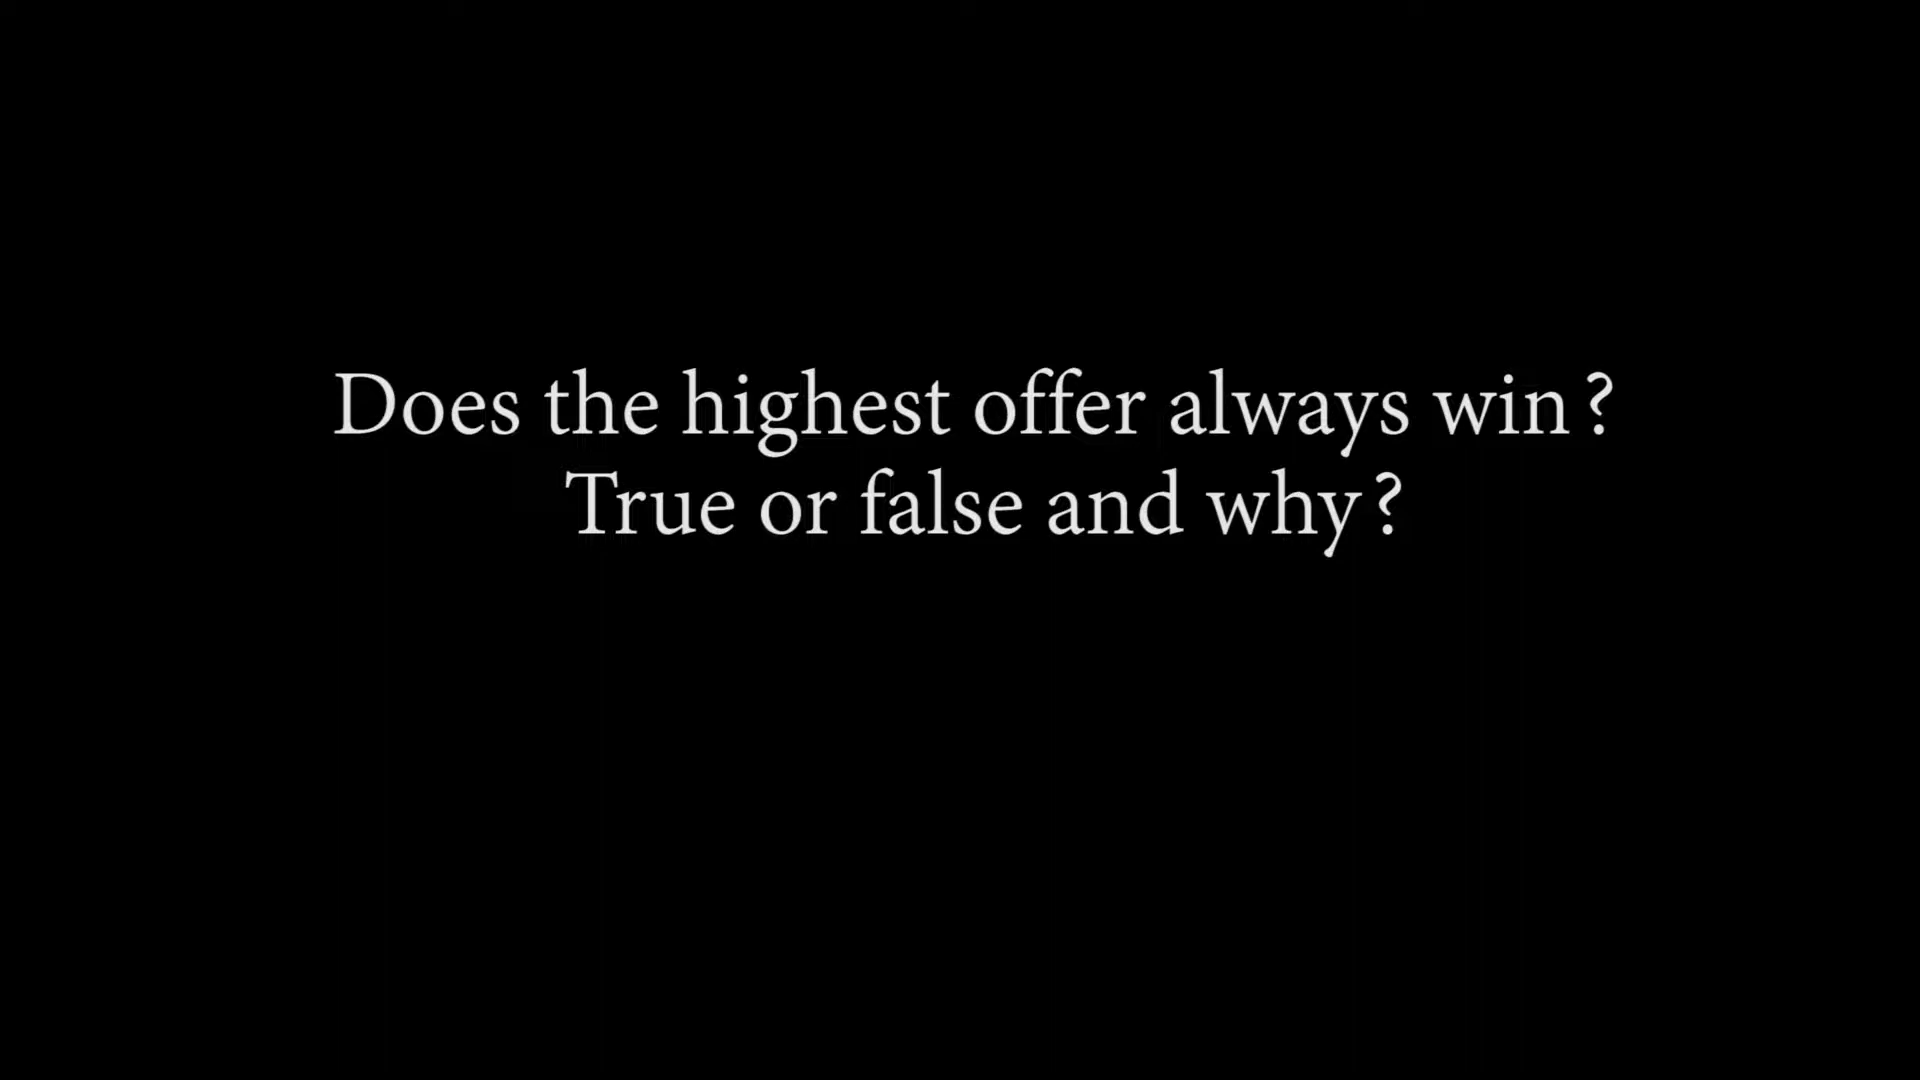 Does the highest offer always win?
True or false and why?